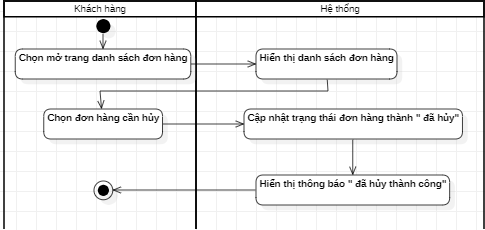 Khách hàng
Hệ thống
Chọn mở trang danh sách đơn hàng
Hiển thị danh sách đơn hàng
Chọn đơn hàng cần hủy
Cập nhật trạng thái đơn hàng thành " đã hủy"
Hiển thị thông báo " đã hủy thành công"